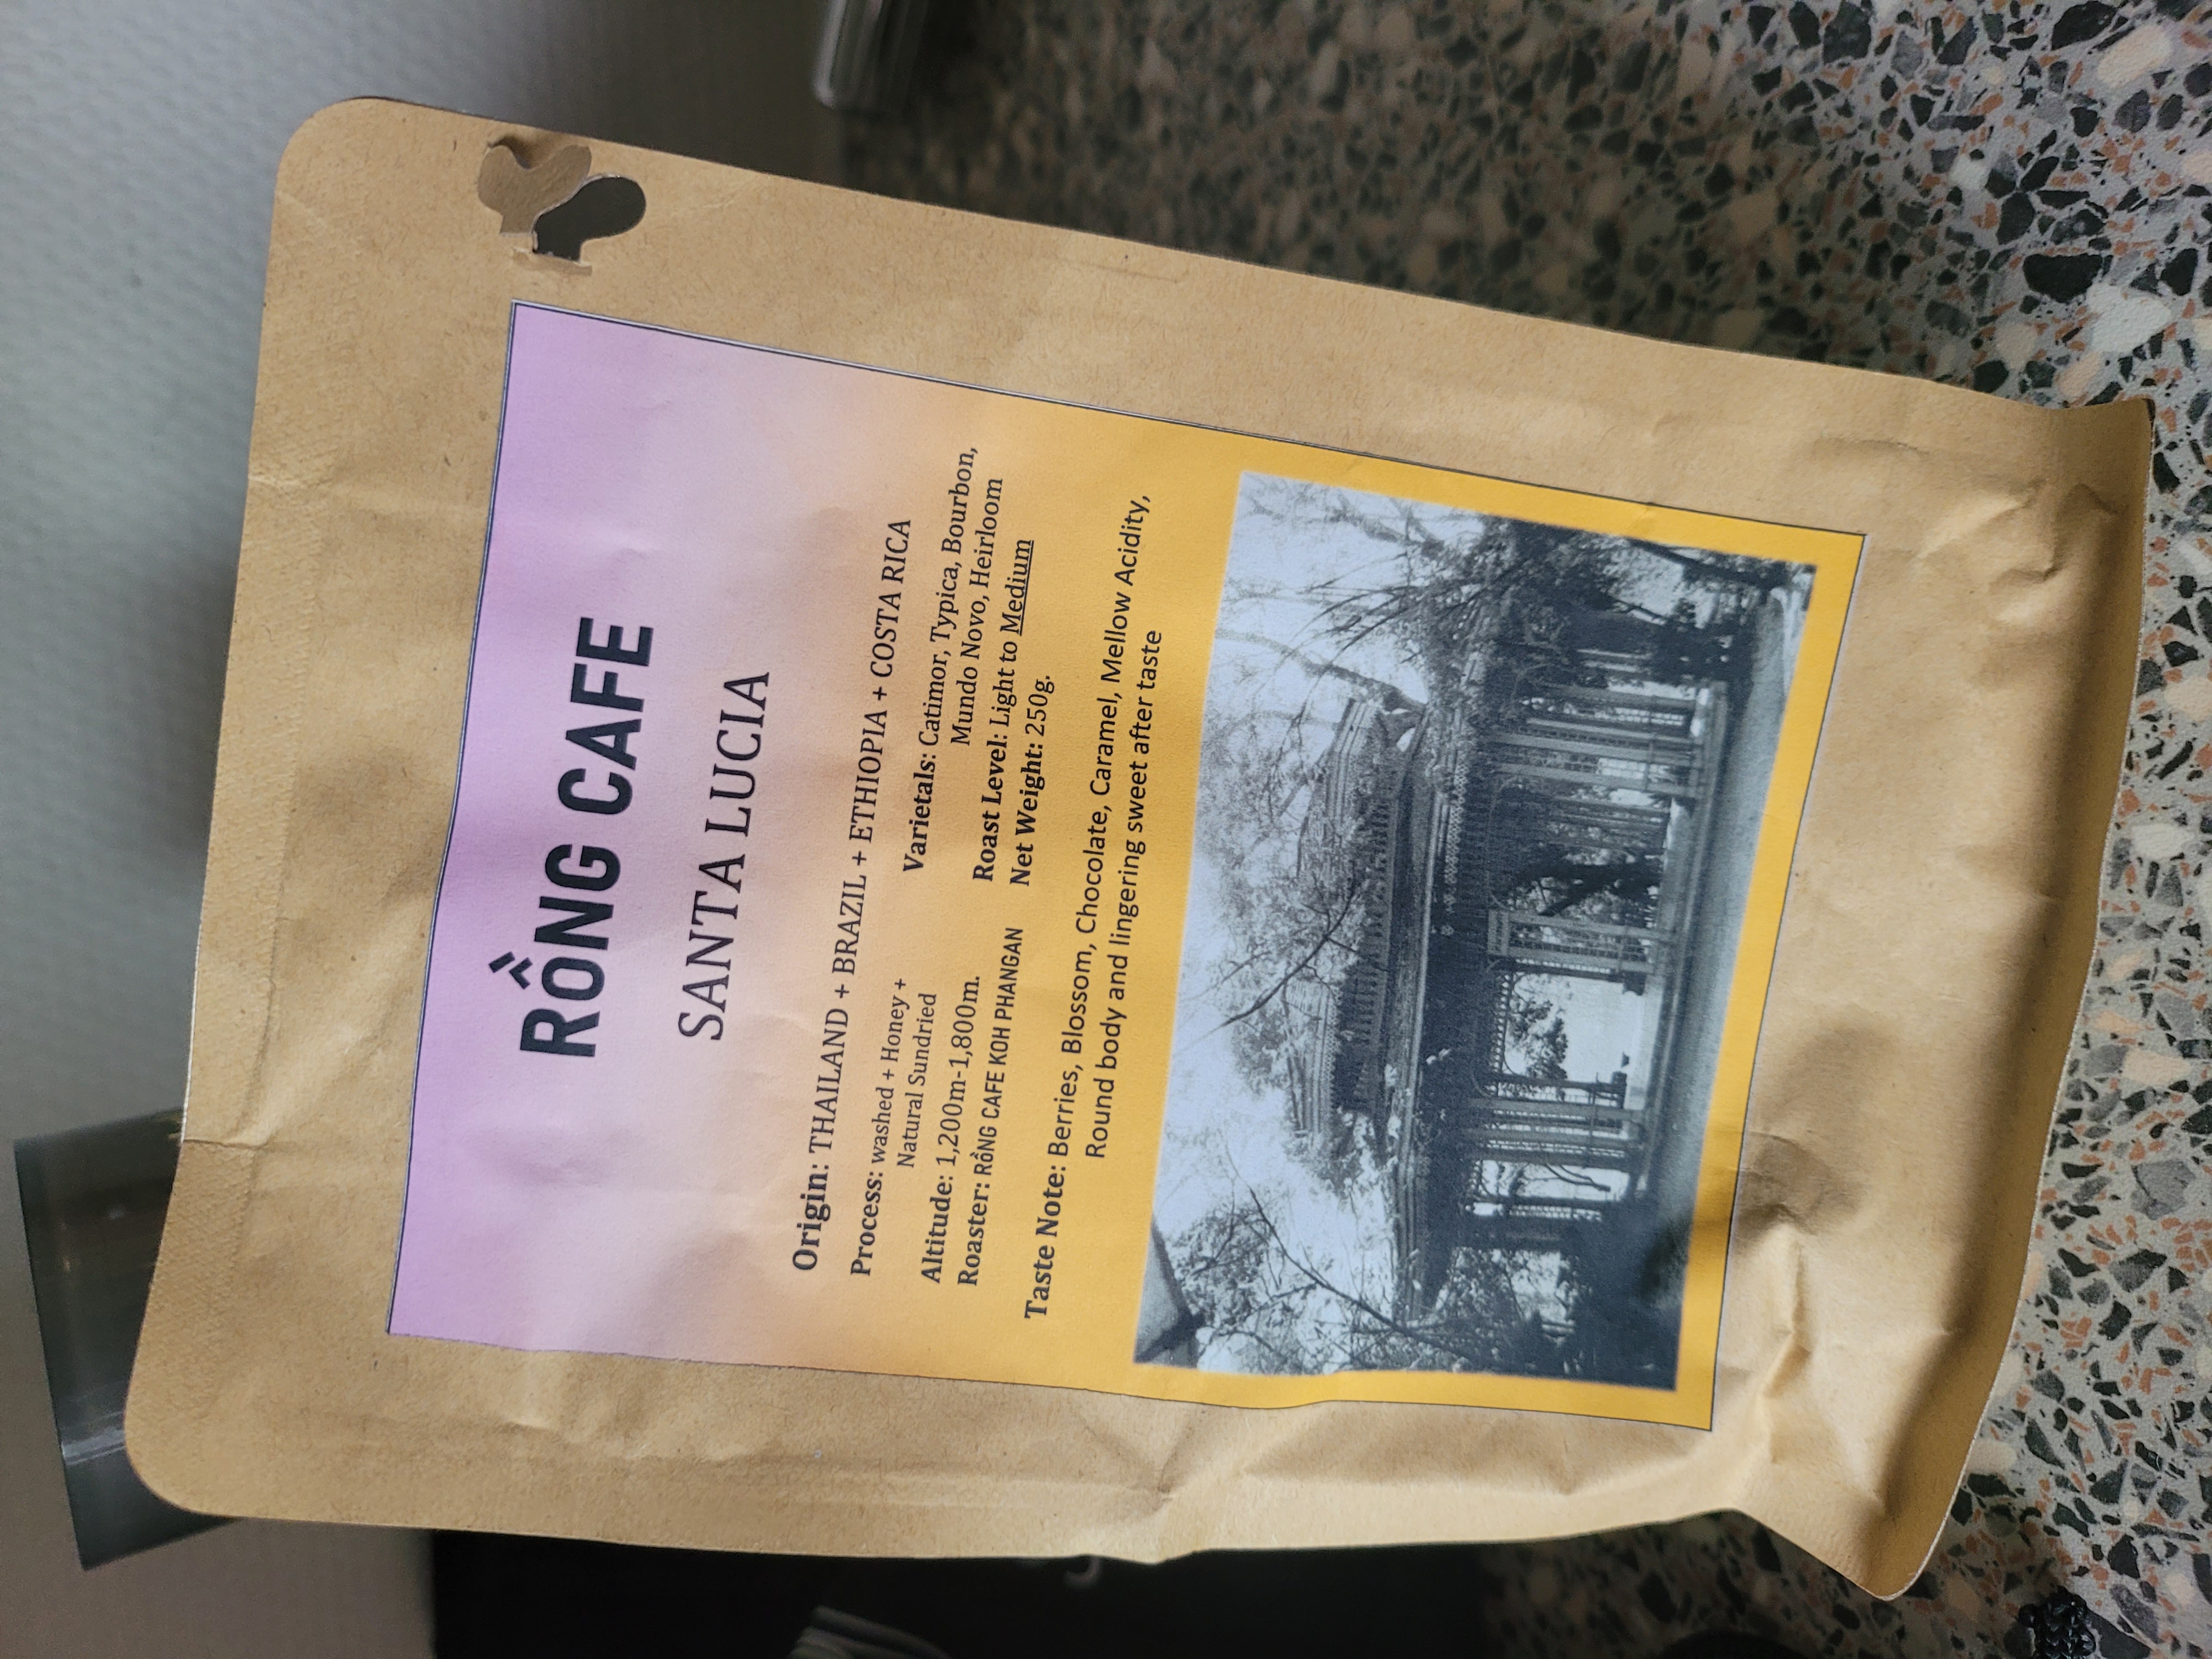 RỒNG CAFE
SANTA LUCIA
Origin: THAILAND + BRAZIL + ETHIOPIA + COSTA RICA
Process: washed + Honey +
Natural Sundried
Altitude: 1,200m-1,800m.
Roaster: RỒNG CAFE KOH PHANGAN
Varietals: Catimor, Typica, Bourbon,
Mundo Novo, Heirloom
Roast Level: Light to Medium
Net Weight: 250g.
Taste Note: Berries, Blossom, Chocolate, Caramel, Mellow Acidity,
Round body and lingering sweet after taste